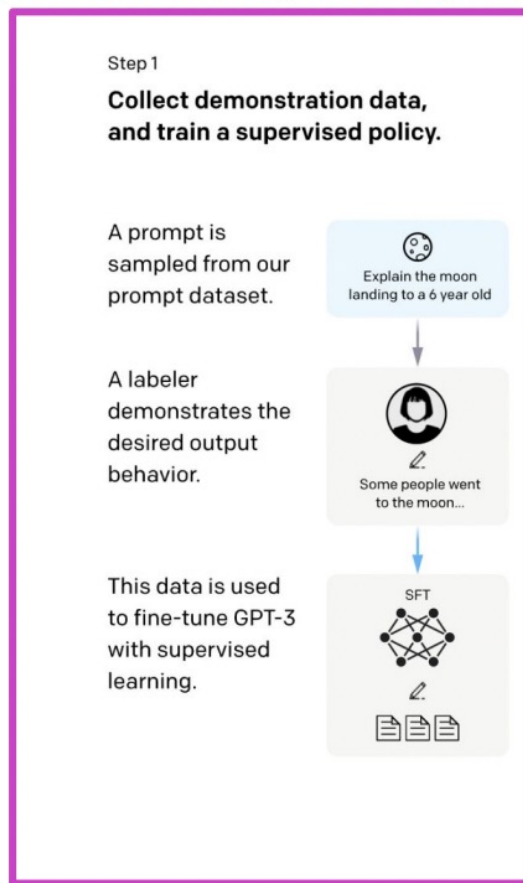 Step 1
Collect demonstration data,
and train a supervised policy.
A prompt is
sampled from our
prompt dataset.
Explain the moon
landing to a 6 year old
A labeler
demonstrates the
desired output
behavior.
Some people went
to the moon...
This data is used
to fine-tune GPT-3
with supervised
learning.
SFT